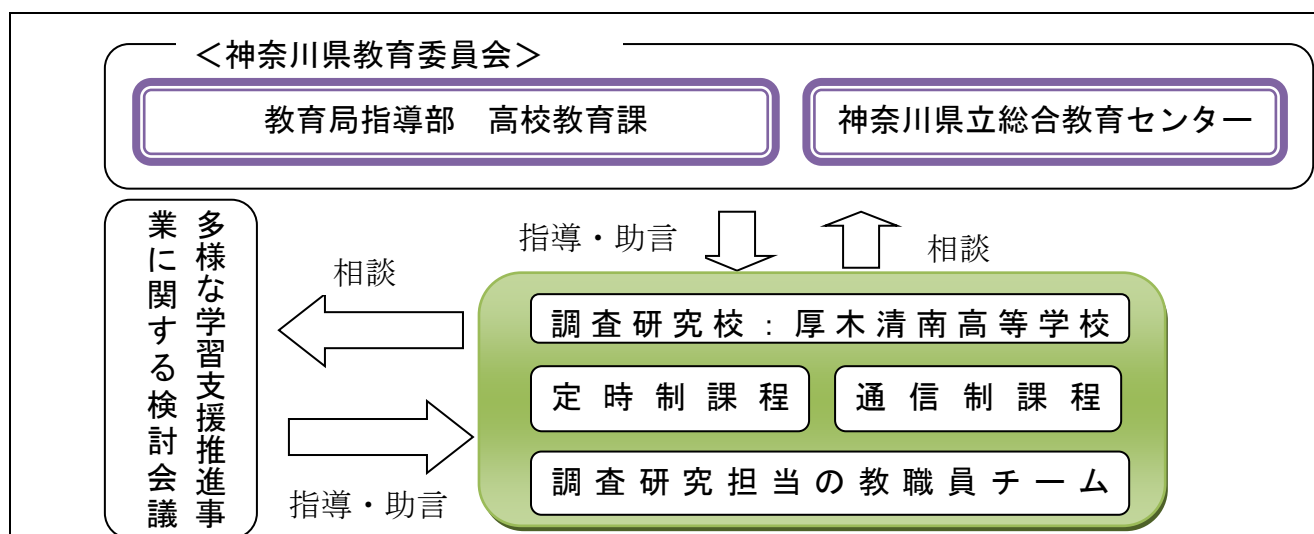 ＜神奈川県教育委員会＞
教育局指導部　高校教育課
神奈川県立総合教育センター
多様な学習支援推進事
業に関する検討会議
指導・助言
相談
相談
調査研究校：厚木清南高等学校
定時制課程
通信制課程
指導・助言
調査研究担当の教職員チーム